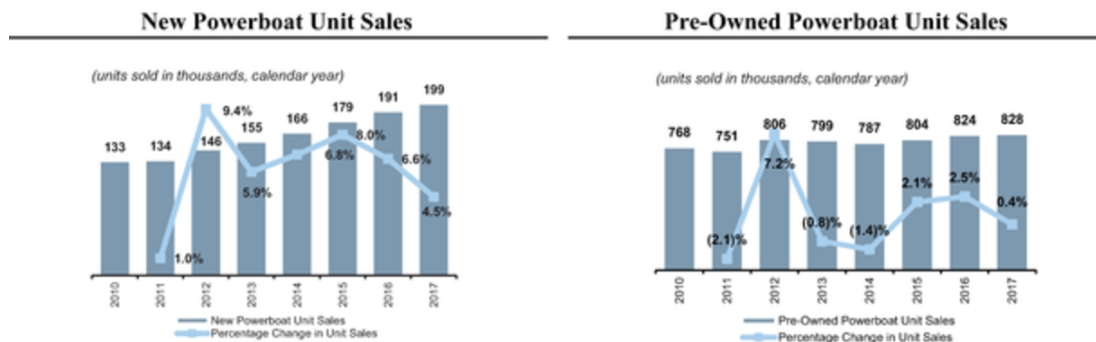 New Powerboat Unit Sales
(units sold in thousands, calendar year)
133 134 146 155 166 179 191 199
1.0% 9.4% 5.9% 6.8% 8.0% 6.6% 4.5%
2010 2011 2012 2013 2014 2015 2016 2017
New Powerboat Unit Sales
Percentage Change in Unit Sales
Pre-Owned Powerboat Unit Sales
(units sold in thousands, calendar year)
768 751 806 799 787 804 824 828
(2.1)% 7.2% (0.8)% (1.4)% 2.1% 2.5% 0.4%
2010 2011 2012 2013 2014 2015 2016 2017
Pre-Owned Powerboat Unit Sales
Percentage Change in Unit Sales